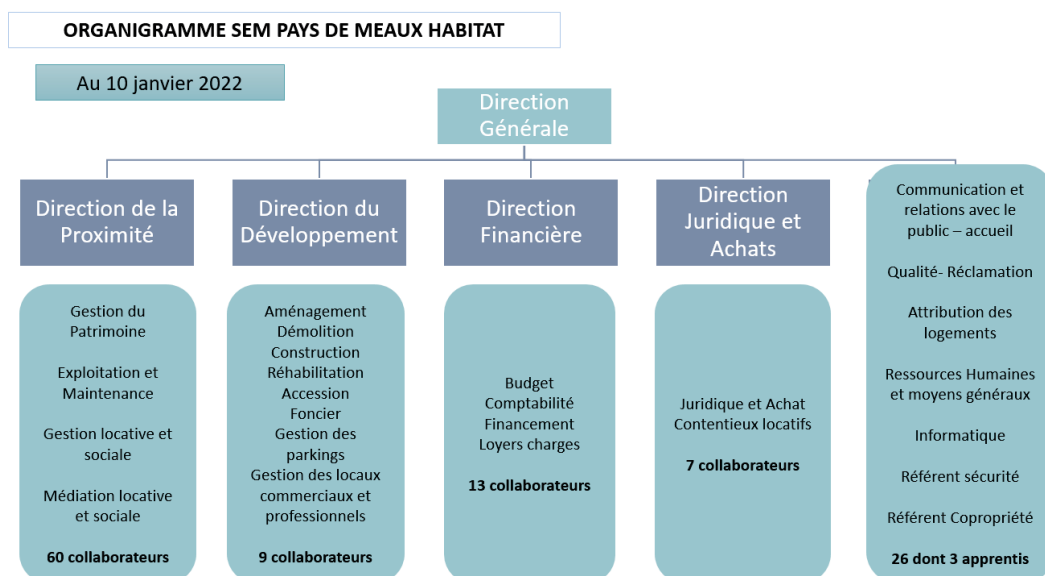 ORGANIGRAMME SEM PAYS DE MEAUX HABITAT
Au 10 janvier 2022
Direction
Générale
Direction de la
Proximité
Direction du
Développement
Direction
Financière
Direction
Juridique et
Achats
Gestion du
Patrimoine
Exploitation et
Maintenance
Gestion locative et
sociale
Médiation locative
et sociale
60 collaborateurs
Aménagement
Démolition
Construction
Réhabilitation
Accession
Foncier
Gestion des
parkings
Gestion des locaux
commerciaux et
professionnels
9 collaborateurs
Budget
Comptabilité
Financement
Loyers charges
13 collaborateurs
Juridique et Achat
Contentieux locatifs
7 collaborateurs
Communication et
relations avec le
public – accueil
Qualité- Réclamation
Attribution des
logements
Ressources Humaines
et moyens généraux
Informatique
Référent sécurité
Référent Copropriété
26 dont 3 apprentis